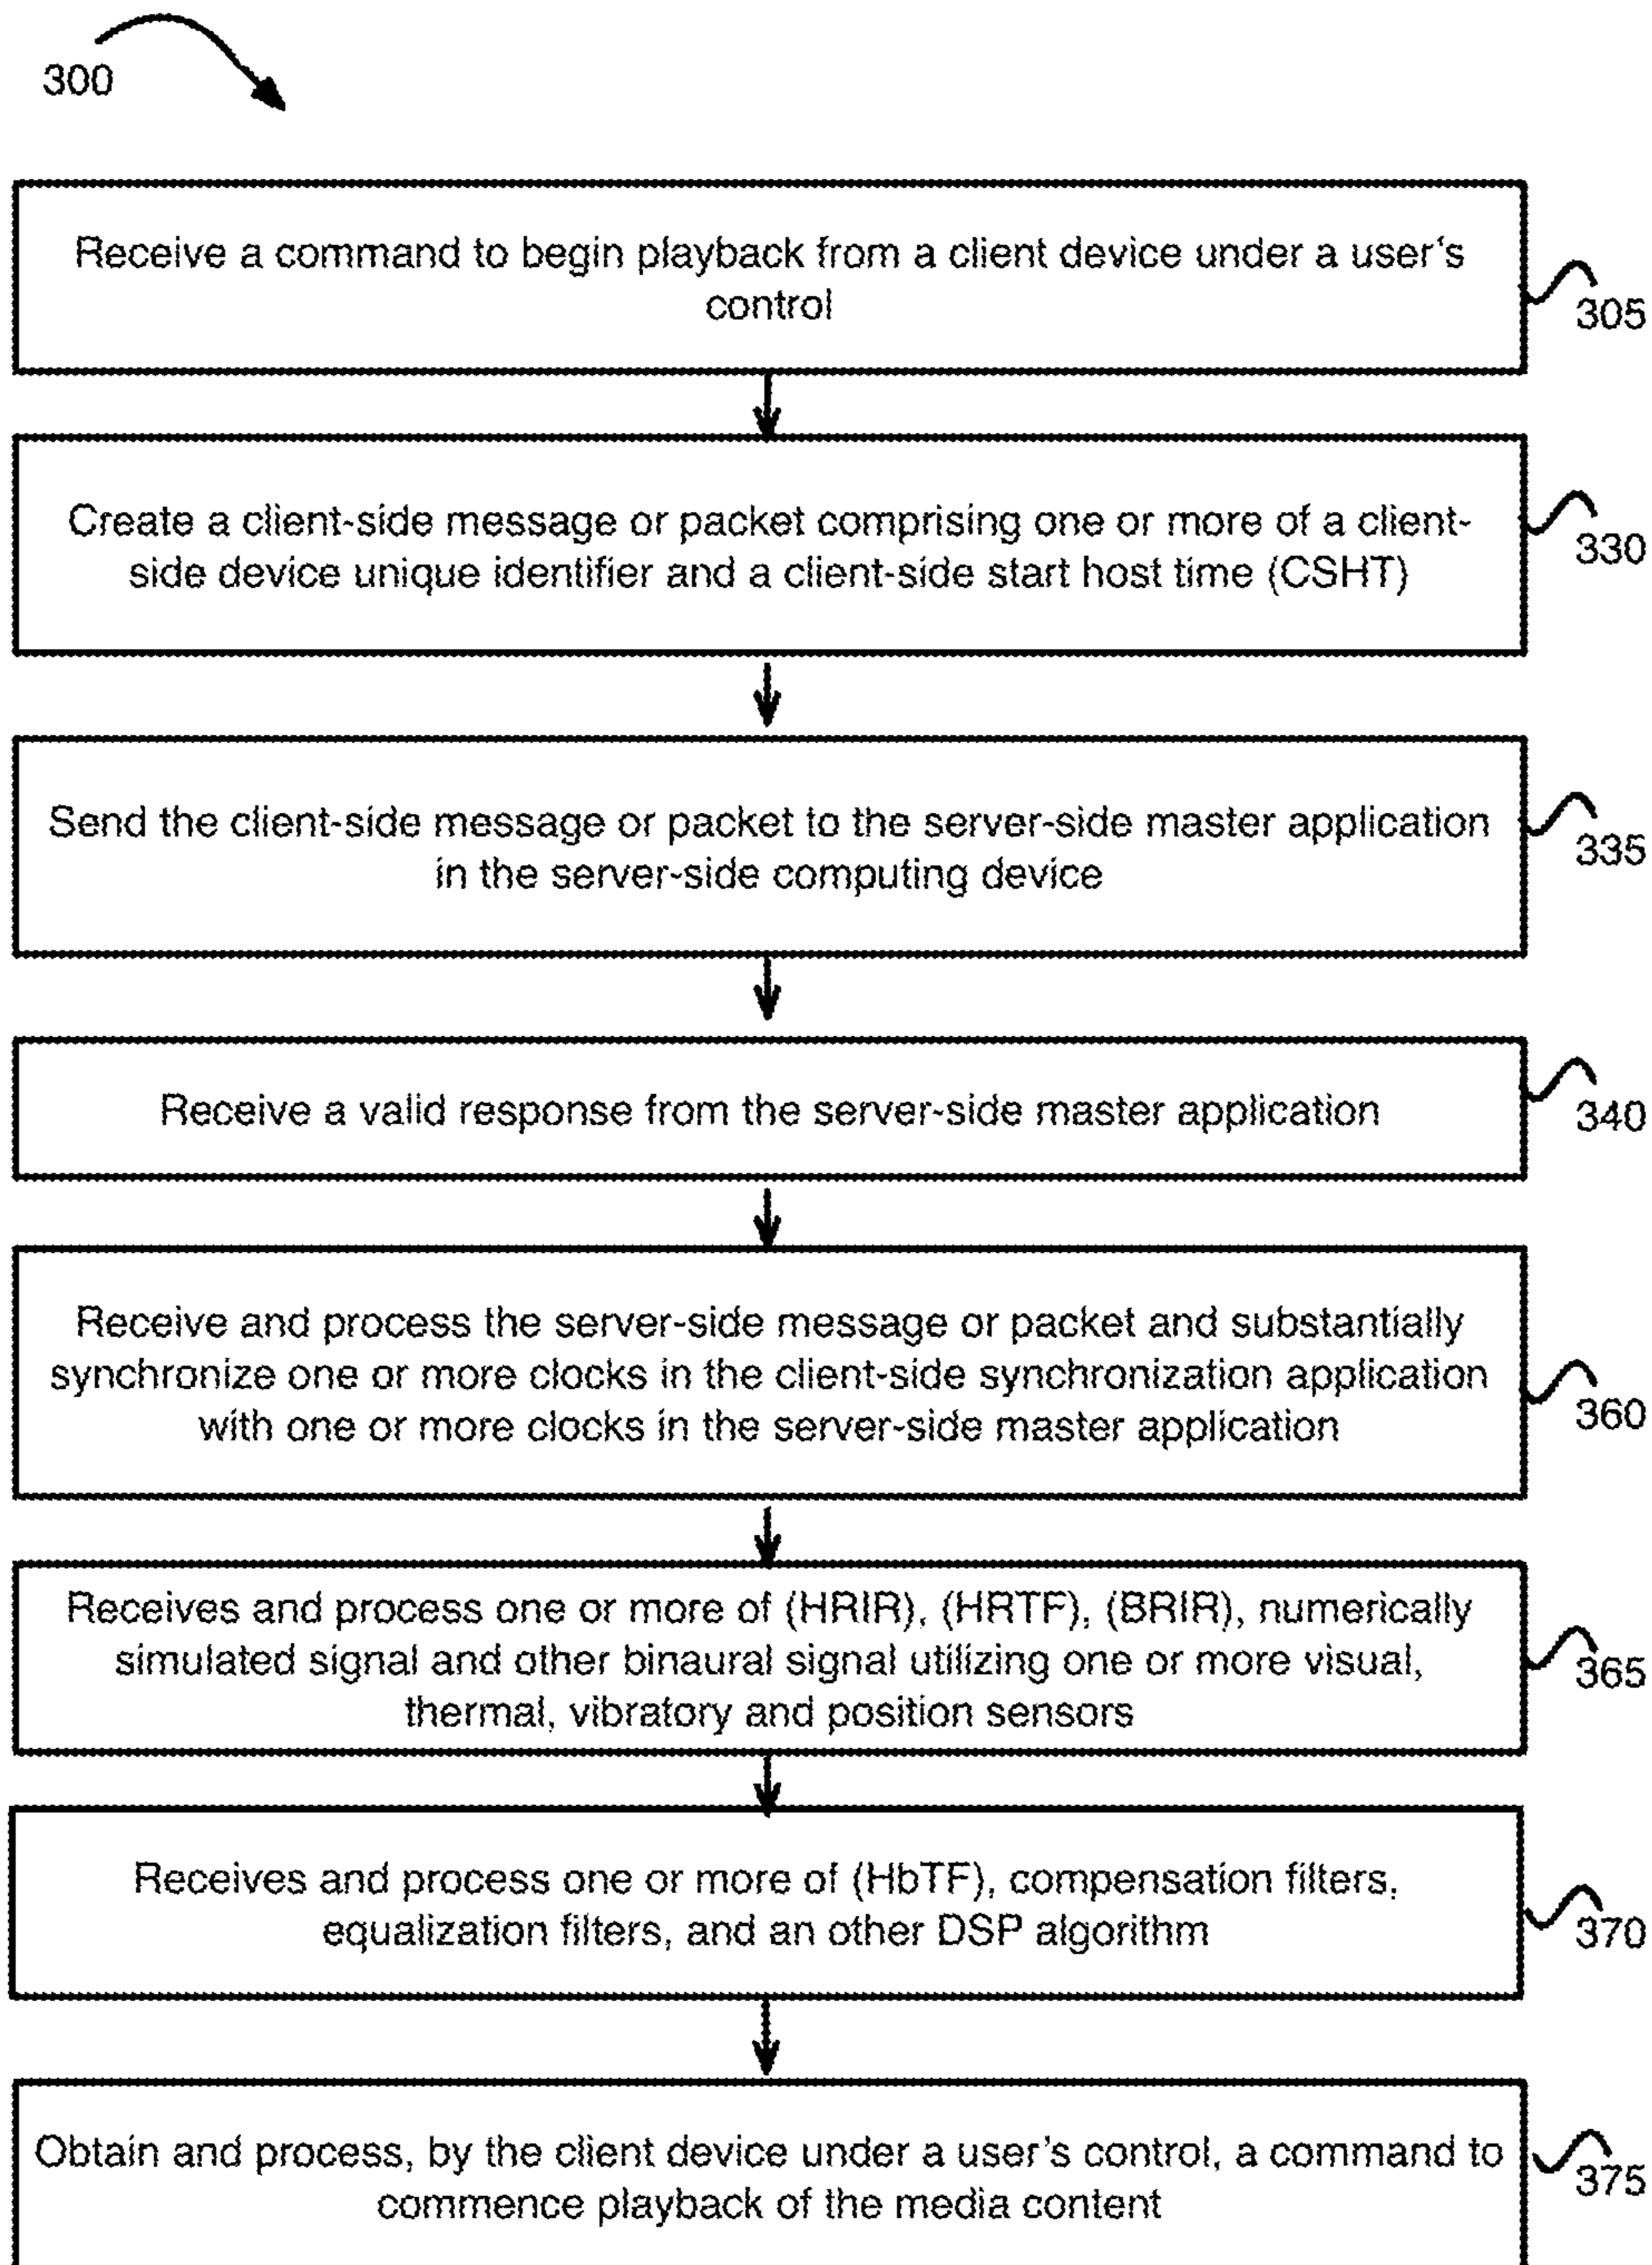 300
Receive a command to begin playback from a client device under a user's
control
305
Create a client-side message or packet comprising one or more of a client-
side device unique identifier and a client-side start host time (CSHT)
330
Send the client-side message or packet to the server-side master application
in the server-side computing device
335
Receive a valid response from the server-side master application
340
Receive and process the server-side message or packet and substantially
synchronize one or more clocks in the client-side synchronization application
with one or more clocks in the server-side master application
360
Receives and process one or more of (HRIR), (HRTF), (BRIR), numerically
simulated signal and other binaural signal utilizing one or more visual,
thermal, vibratory and position sensors
365
Receives and process one or more of (HbTF), compensation filters,
equalization filters, and an other DSP algorithm
370
Obtain and process, by the client device under a user's control, a command to
commence playback of the media content
375